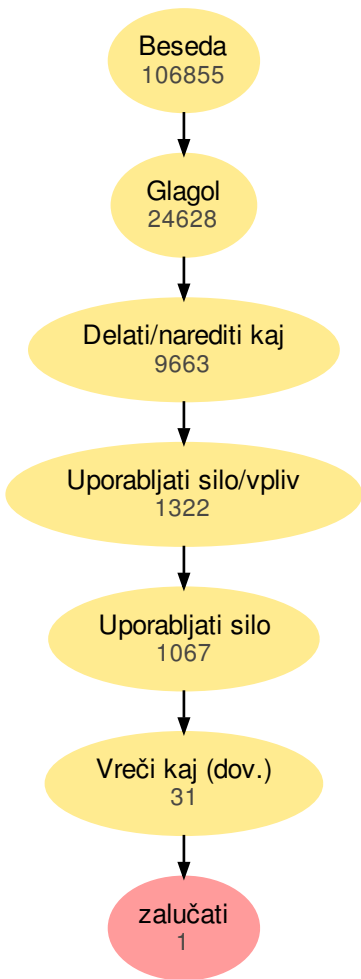 Beseda
106855
Glagol
24628
Delati/narediti kaj
9663
Uporabljati silo/vpliv
1322
Uporabljati silo
1067
Vreči kaj (dov.)
31
zalučati
1